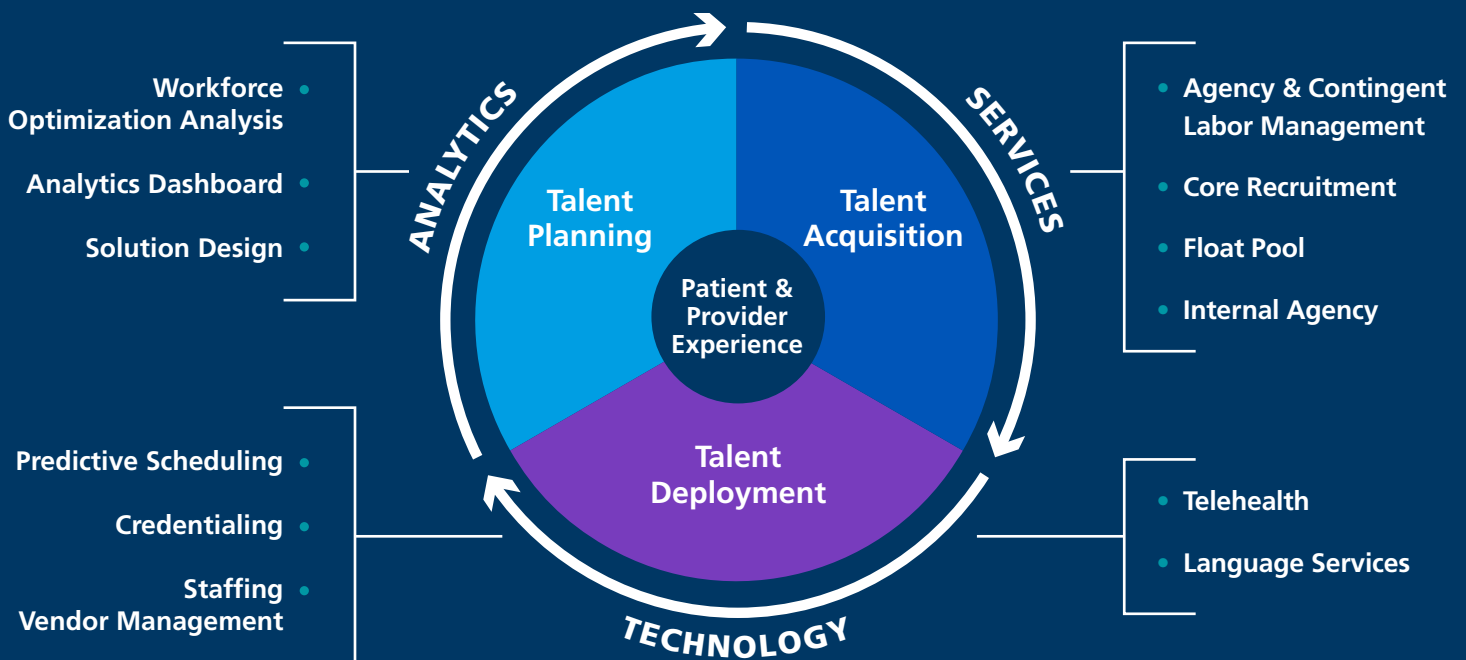 Workforce
Optimization Analysis
Analytics Dashboard
Solution Design
ANALYTICS
Talent
Planning
SERVICES
Talent
Acquisition
Agency & Contingent
Labor Management
Core Recruitment
Float Pool
Internal Agency
Patient &
Provider
Experience
Predictive Scheduling
Credentialing
Staffing
Vendor Management
Talent
Deployment
TECHNOLOGY
Telehealth
Language Services